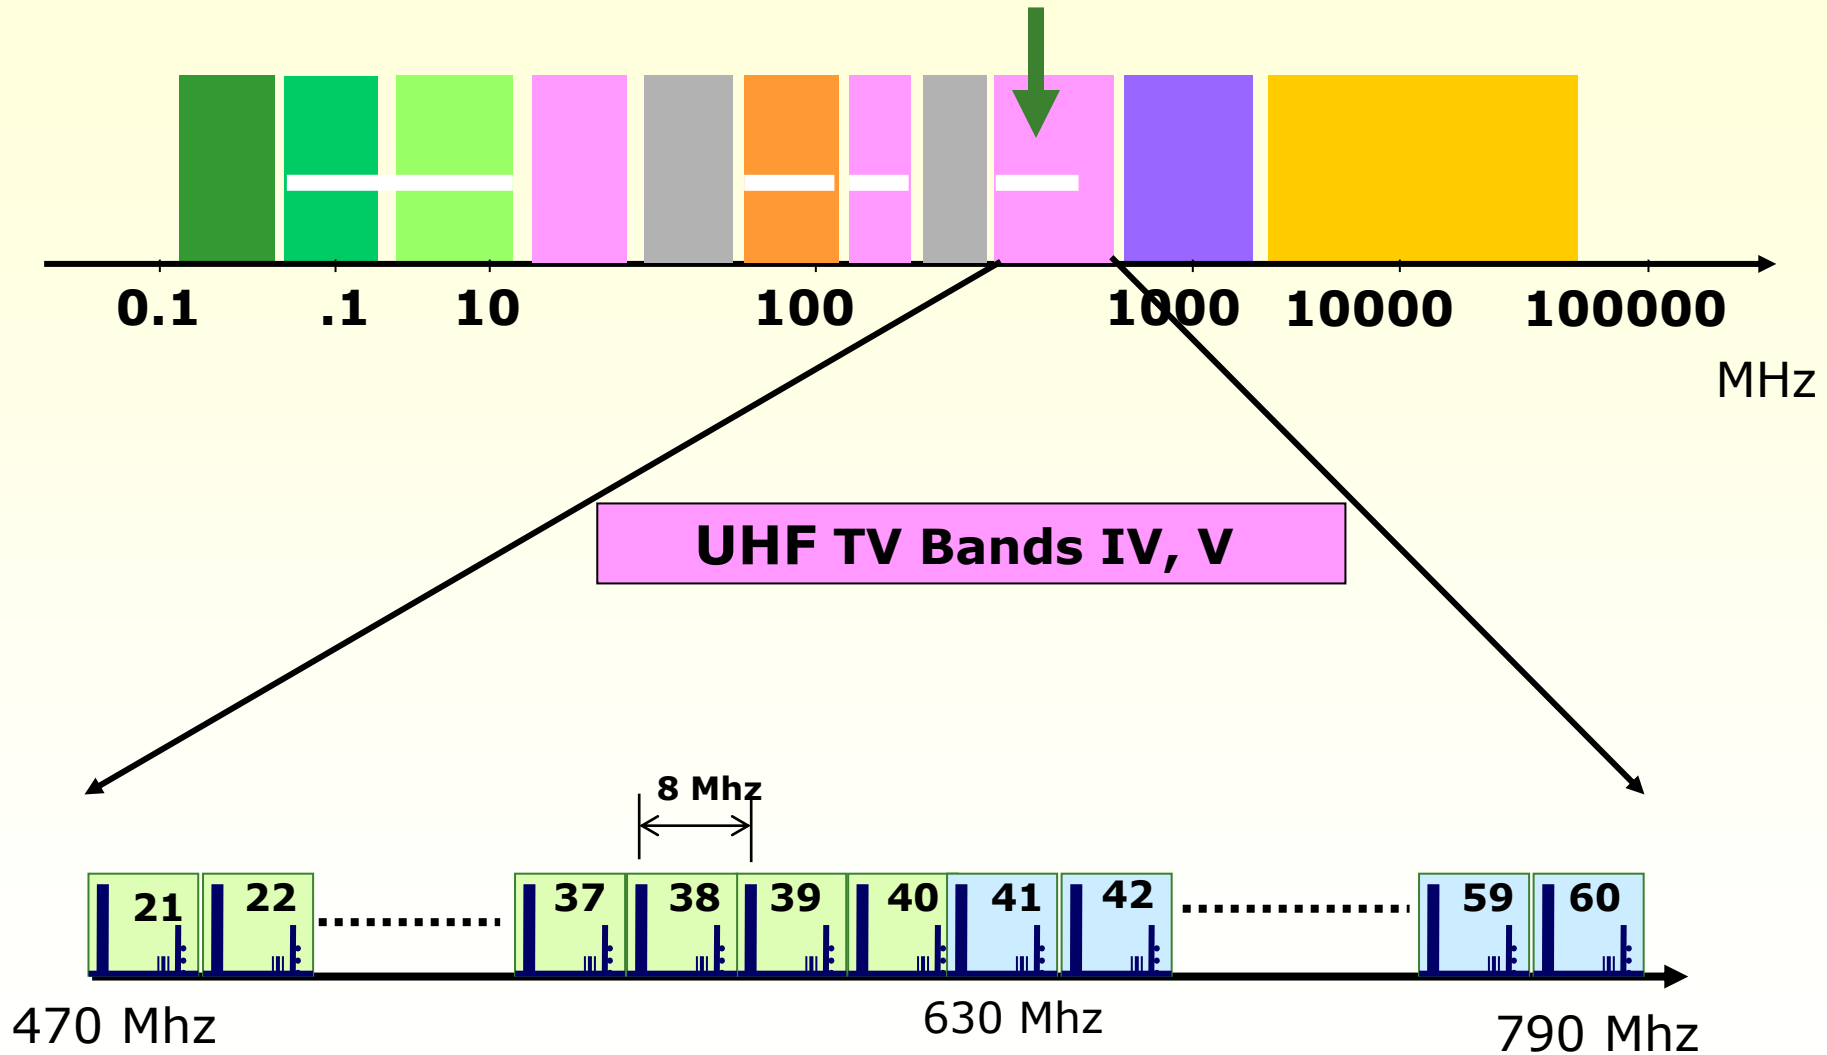 0.1 .1 10 100 1000 10000 100000
MHz
UHF TV Bands IV, V
8 Mhz
21 22 37 38 39 40 41 42 59 60
470 Mhz 630 Mhz 790 Mhz